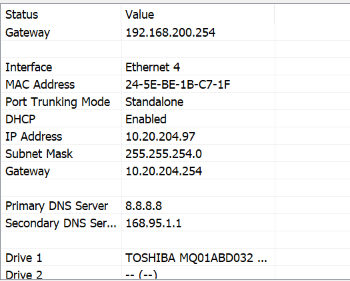 Status Value
Gateway 192.168.200.254
Interface Ethernet 4
MAC Address 24-5E-BE-1B-C7-1F
Port Trunking Mode Standalone
DHCP Enabled
IP Address 10.20.204.97
Subnet Mask 255.255.254.0
Gateway 10.20.204.254
Primary DNS Server 8.8.8.8
Secondary DNS Ser... 168.95.1.1
Drive 1 TOSHIBA MQ01ABD032 ...
Drive 2 -- (--)